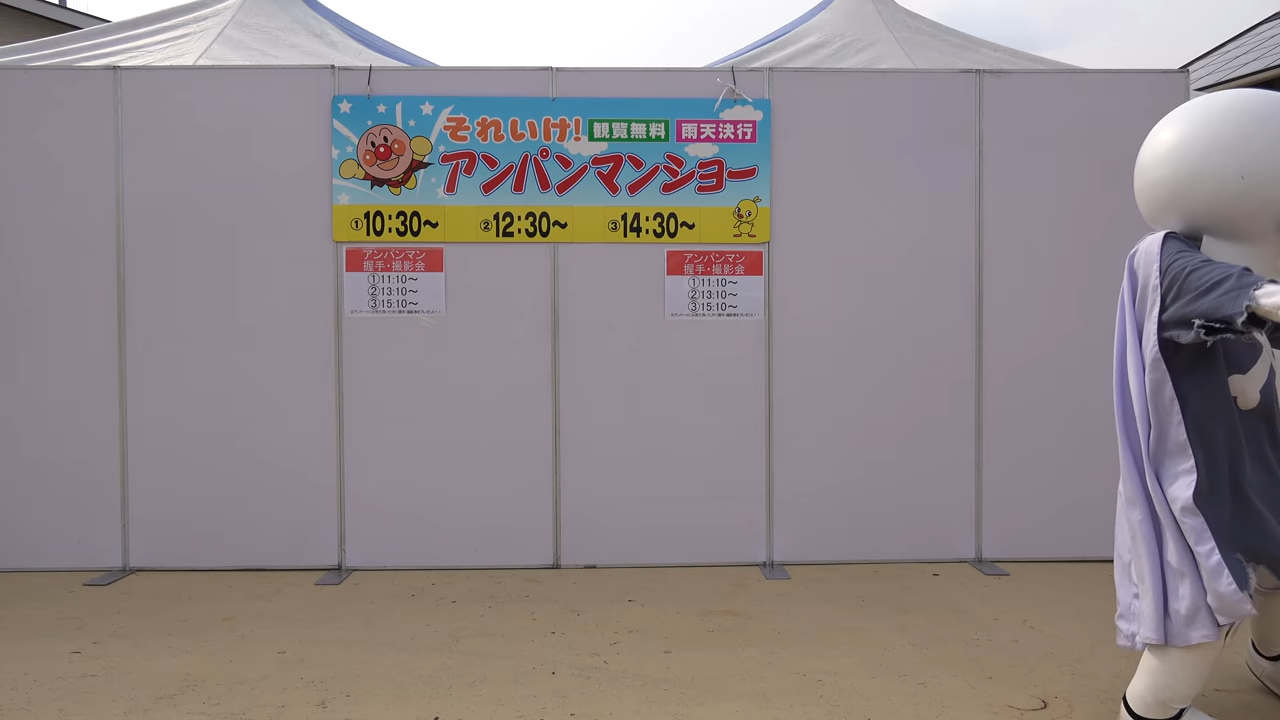 それいけ! 観覧無料 雨天決行
アンパンマンショー
①10:30～ ②12:30～ ③14:30～
アンパンマン
握手・撮影会
①11:10～
②13:10～
③15:10～
アンパンマン
握手・撮影会
①11:10～
②13:10～
③15:10～